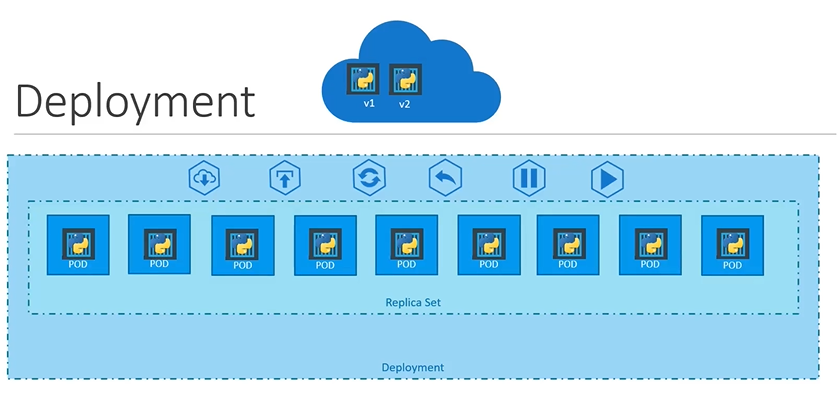 Deployment
v1 v2
POD POD POD POD POD POD POD POD POD
Replica Set
Deployment